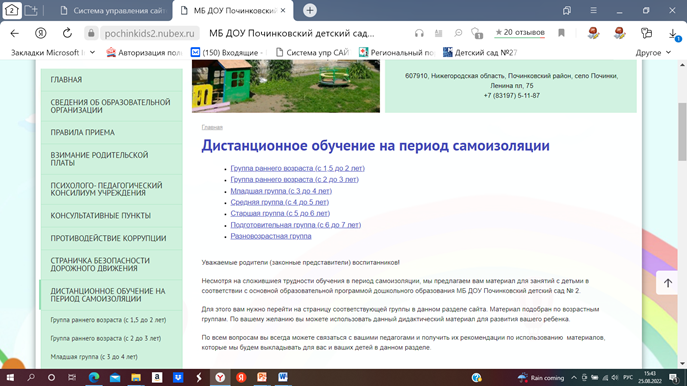 2
Система управления сайт
МБ ДОУ Починковский
pochinkids2.nubex.ru
МБ ДОУ Починковский детский сад...
★ 20 отзывов
Закладки Microsoft
Авторизация пол
(150) Входящие -
Система упр САЙ
Региональный пор
Детский сад №27
Другое
ГЛАВНАЯ
СВЕДЕНИЯ ОБ ОБРАЗОВАТЕЛЬНОЙ
ОРГАНИЗАЦИИ
ПРАВИЛА ПРИЕМА
ВЗИМАНИЕ РОДИТЕЛЬСКОЙ
ПЛАТЫ
ПСИХОЛОГО- ПЕДАГОГИЧЕСКИЙ
КОНСИЛИУМ УЧРЕЖДЕНИЯ
КОНСУЛЬТАТИВНЫЕ ПУНКТЫ
ПРОТИВОДЕЙСТВИЕ КОРРУПЦИИ
СТРАНИЧКА БЕЗОПАСНОСТИ
ДОРОЖНОГО ДВИЖЕНИЯ
ДИСТАНЦИОННОЕ ОБУЧЕНИЕ НА
ПЕРИОД САМОИЗОЛЯЦИИ
Группа раннего возраста (с 1,5 до 2 лет)
Группа раннего возраста (с 2 до 3 лет)
Младшая группа (с 3 до 4 лет)
607910, Нижегородская область, Починковский район, село Починки,
Ленина пл, 75
+7 (83197) 5-11-87
Главная
Дистанционное обучение на период самоизоляции
Группа раннего возраста (с 1,5 до 2 лет)
Группа раннего возраста (с 2 до 3 лет)
Младшая группа (с 3 до 4 лет)
Средняя группа (с 4 до 5 лет)
Старшая группа (с 5 до 6 лет)
Подготовительная группа (с 6 до 7 лет)
Разновозрастная группа
Уважаемые родители (законные представители) воспитанников!
Несмотря на сложившиеся трудности обучения в период самоизоляции, мы предлагаем вам материал для занятий с детьми в
соответствии с основной образовательной программой дошкольного образования МБ ДОУ Починковский детский сад № 2.
Для этого вам нужно перейти на страницу соответствующей группы в данном разделе сайта. Материал подобран по возрастным
группам. По вашему желанию вы можете использовать данный дидактический материал для развития вашего ребенка.
По всем вопросам вы всегда можете связаться с вашими педагогами и получить их рекомендации по использованию материалов,
которые мы будем выкладывать для вас и ваших детей в данном разделе.
Rain coming
РУС
15:43
25.08.2022